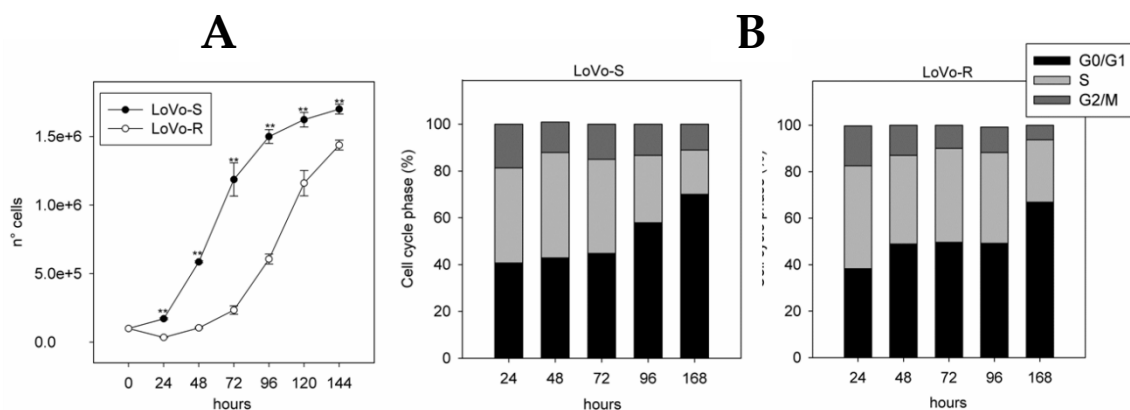 A
B
LoVo-S
LoVo-R
**
**
**
**
**
**
n° cells
1.5e+6
1.0e+6
5.0e+5
0.0
0 24 48 72 96 120 144
hours
LoVo-S
Cell cycle phase (%)
100
80
60
40
20
0
24 48 72 96 168
hours
LoVo-R
cycle phase
100
80
60
40
20
0
24 48 72 96 168
hours
G0/G1
S
G2/M